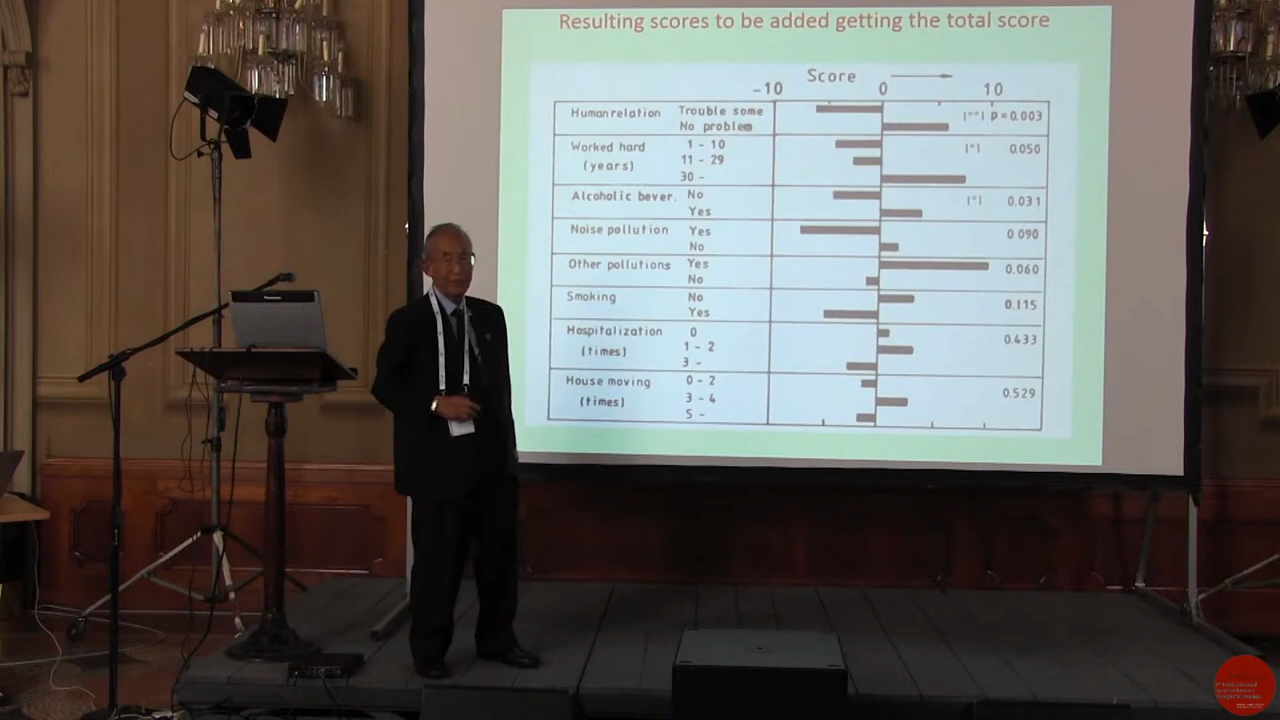 Resulting scores to be added getting the total score
Score
-10 0 10
Human relation Trouble some
No problem
|**| p = 0.003
Worked hard 1 - 10
(years) 11 - 29
30 -
|*| 0.050
Alcoholic bever. No
Yes
|*| 0.031
Noise pollution Yes
No
0.090
Other pollutions Yes
No
0.060
Smoking No
Yes
0.115
Hospitalization 0
(times) 1 - 2
3 -
0.433
House moving 0 - 2
(times) 3 - 4
5 -
0.529
Panasonic